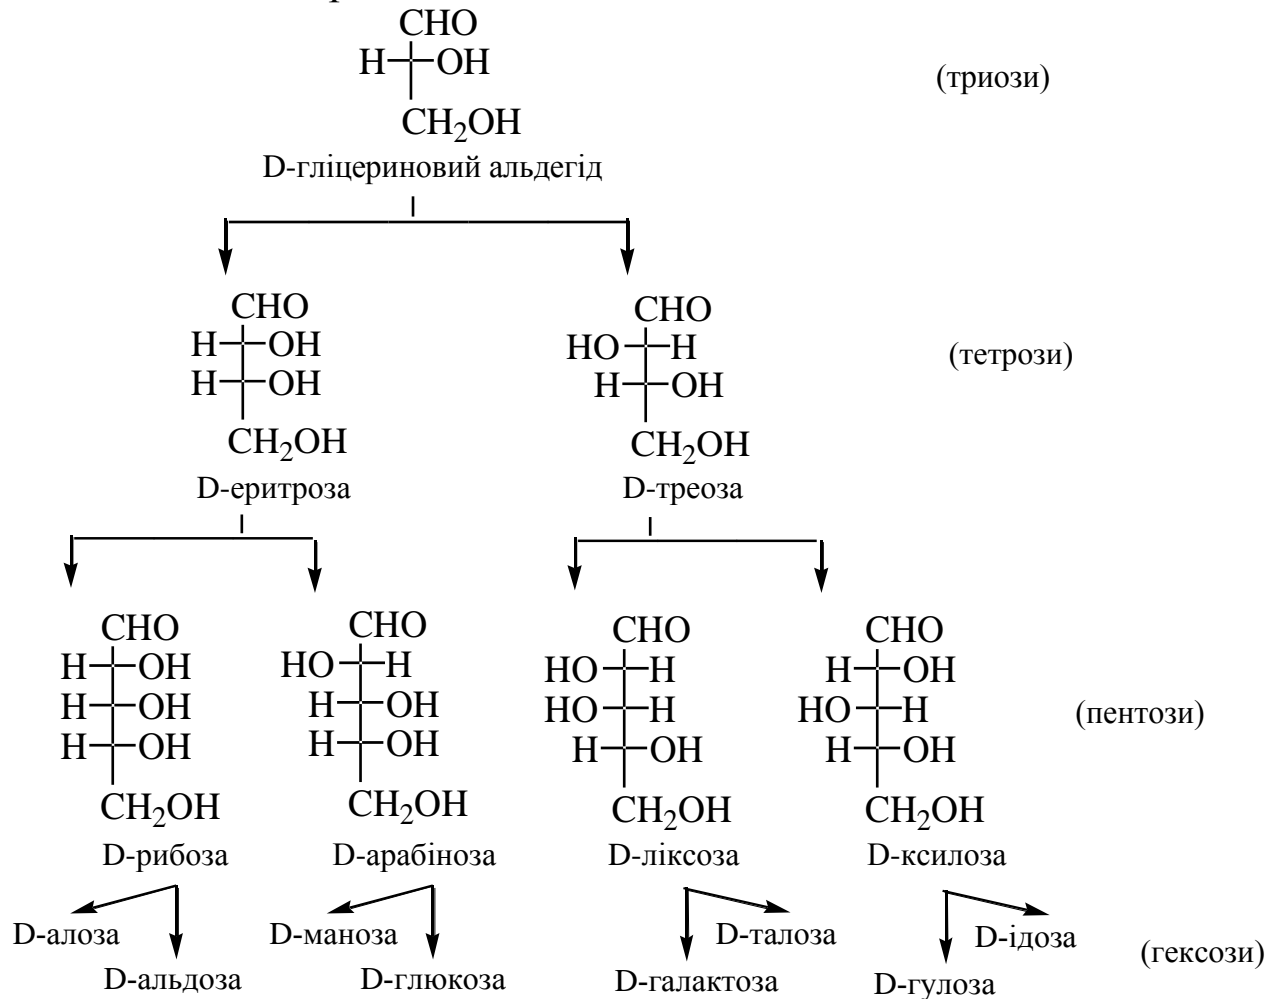 CHO
H OH
CH₂OH
(триози)
D-гліцериновий альдегід
CHO
H OH
H OH
CH₂OH
D-еритроза
CHO
HO H
H OH
CH₂OH
D-треоза
(тетрози)
CHO
H OH
H OH
H OH
CH₂OH
D-рибоза
CHO
HO H
H OH
H OH
CH₂OH
D-арабіноза
CHO
HO H
HO H
H OH
CH₂OH
D-ліксоза
CHO
H OH
HO H
H OH
CH₂OH
D-ксилоза
(пентози)
D-алоза
D-альдоза
D-маноза
D-глюкоза
D-талоза
D-галактоза
D-ідоза
D-гулоза
(гексози)